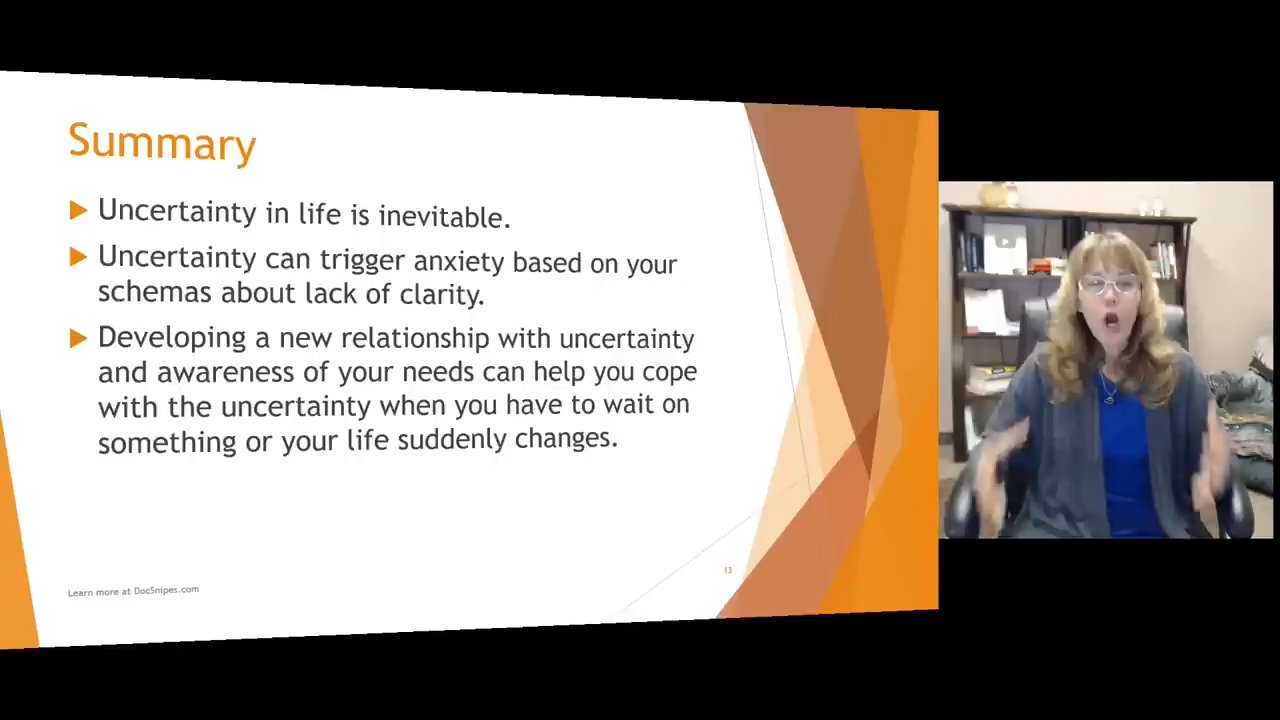 Summary
Uncertainty in life is inevitable.
Uncertainty can trigger anxiety based on your
schemas about lack of clarity.
Developing a new relationship with uncertainty
and awareness of your needs can help you cope
with the uncertainty when you have to wait on
something or your life suddenly changes.
13
Learn more at DocSnipes.com